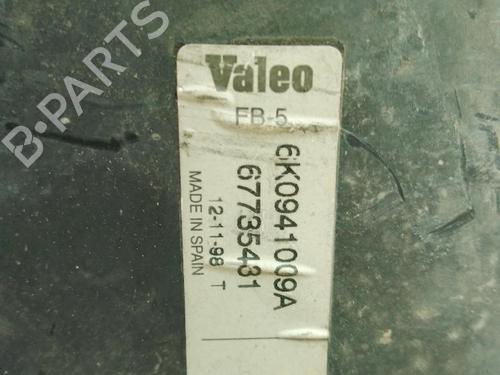 Valeo
FB-5
6K0941009A
67735431
12-11-98 T
MADE IN SPAIN
B-PARTS